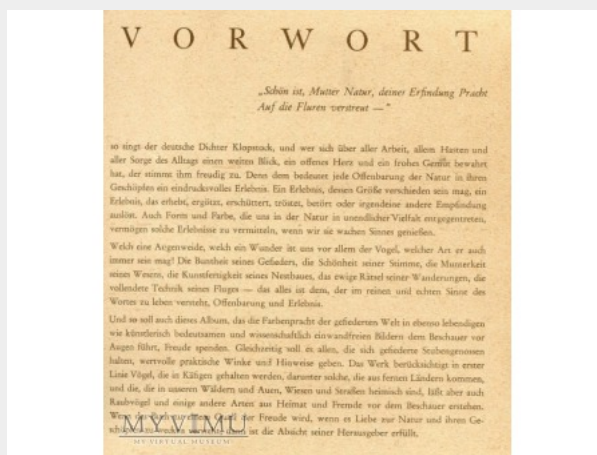 VORWORT
„Schön ist, Mutter Natur, deiner Erfindung Pracht
Auf die Fluren verstreut —“
so singt der deutsche Dichter Klopstock, und wer sich über aller Arbeit, allem Hasten und
aller Sorge des Alltags einen weiten Blick, ein offenes Herz und ein frohes Gemüt bewahrt
hat, der stimmt ihm freudig zu. Denn dem bedeutet jede Offenbarung der Natur in ihren
Geschöpfen ein eindrucksvolles Erlebnis. Ein Erlebnis, dessen Größe verschieden sein mag, ein
Erlebnis, das erhebt, ergötzt, erschüttert, tröstet, betört oder irgendeine andere Empfindung
auslöst. Auch Form und Farbe, die uns in der Natur in unendlicher Vielfalt entgegentreten,
vermögen solche Erlebnisse zu vermitteln, wenn wir sie wachen Sinnes genießen.
Welch eine Augenweide, welch ein Wunder ist uns vor allem der Vogel, welcher Art er auch
immer sein mag! Die Buntheit seines Gefieders, die Schönheit seiner Stimme, die Munterkeit
seines Wesens, die Kunstfertigkeit seines Nestbaues, das ewige Rätsel seiner Wanderungen, die
vollendete Technik seines Fluges — das alles ist dem, der im reinen und echten Sinne des
Wortes zu leben versteht, Offenbarung und Erlebnis.
Und so soll auch dieses Album, das die Farbenpracht der gefiederten Welt in ebenso lebendigen
wie künstlerisch bedeutsamen und wissenschaftlich einwandfreien Bildern dem Beschauer vor
Augen führt, Freude spenden. Gleichzeitig soll es allen, die sich gefiederte Stubengenossen
halten, wertvolle praktische Winke und Hinweise geben. Das Werk berücksichtigt in erster
Linie Vögel, die in Käfigen gehalten werden, darunter solche, die aus fernen Ländern kommen,
und die, die in unseren Wäldern und Auen, Wiesen und Straßen heimisch sind, läßt aber auch
Raubvögel und einige andere Arten aus Heimat und Fremde vor dem Beschauer erstehen.
Wenn der Freude wird, wenn es Liebe zur Natur und ihren Ge-
ist die Absicht seiner Herausgeber erfüllt.
MYVIMU
MY VIRTUAL MUSEUM